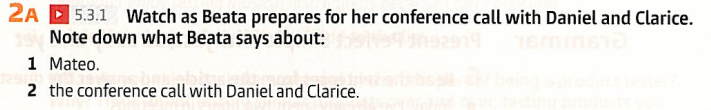 2A 5.3.1 Watch as Beata prepares for her conference call with Daniel and Clarice.
Note down what Beata says about:
1 Mateo.
2 the conference call with Daniel and Clarice.